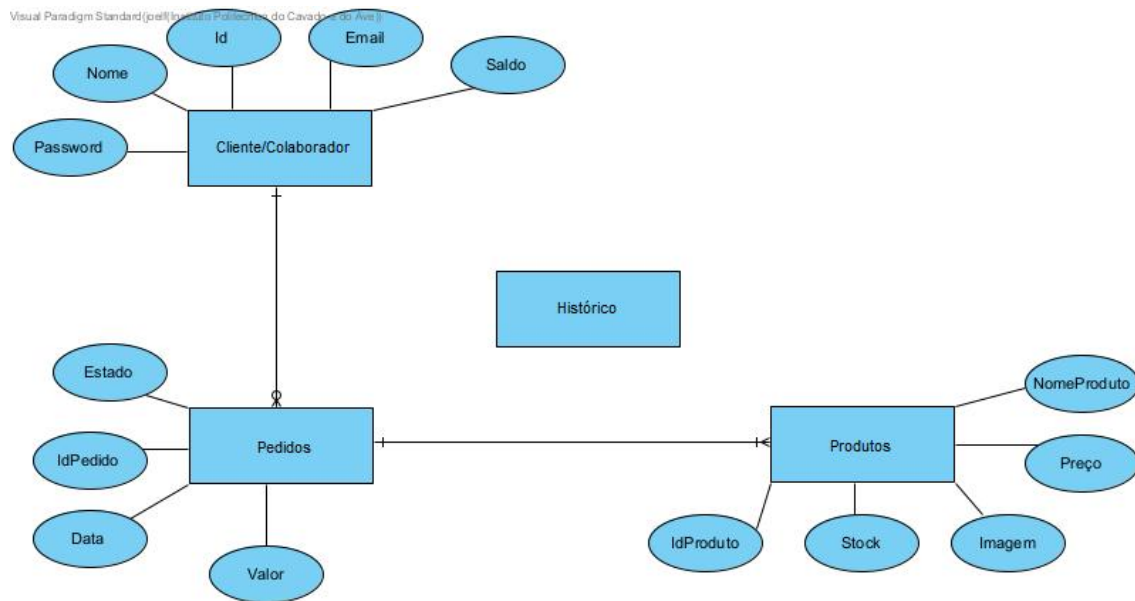 Visual Paradigm Standard(joelf(Instituto Politecnico do Cavado e do Ave))
Id
Email
Nome
Saldo
Password
Cliente/Colaborador
Histórico
Estado
NomeProduto
Pedidos
Produtos
IdPedido
Preço
Data
IdProduto
Stock
Imagem
Valor